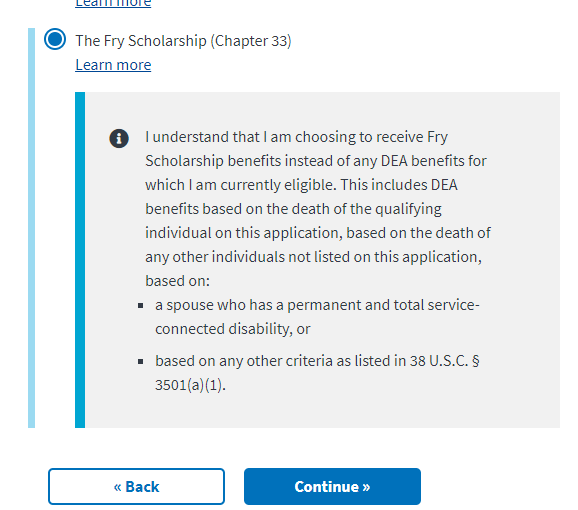 Learn more
The Fry Scholarship (Chapter 33)
Learn more
I understand that I am choosing to receive Fry
Scholarship benefits instead of any DEA benefits for
which I am currently eligible. This includes DEA
benefits based on the death of the qualifying
individual on this application, based on the death of
any other individuals not listed on this application,
based on:
▪ a spouse who has a permanent and total service-
connected disability, or
▪ based on any other criteria as listed in 38 U.S.C. §
3501(a)(1).
« Back
Continue »